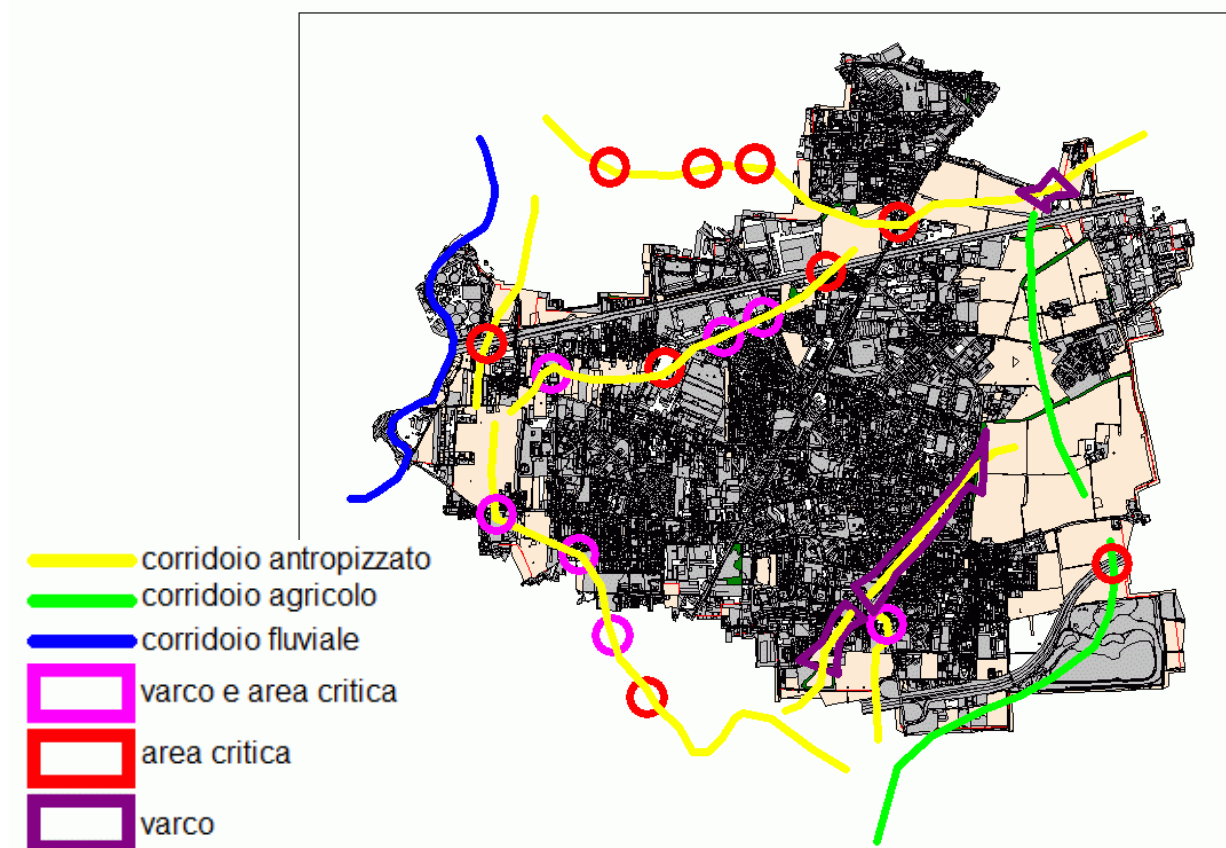 corridoio antropizzato
corridoio agricolo
corridoio fluviale
varco e area critica
area critica
varco